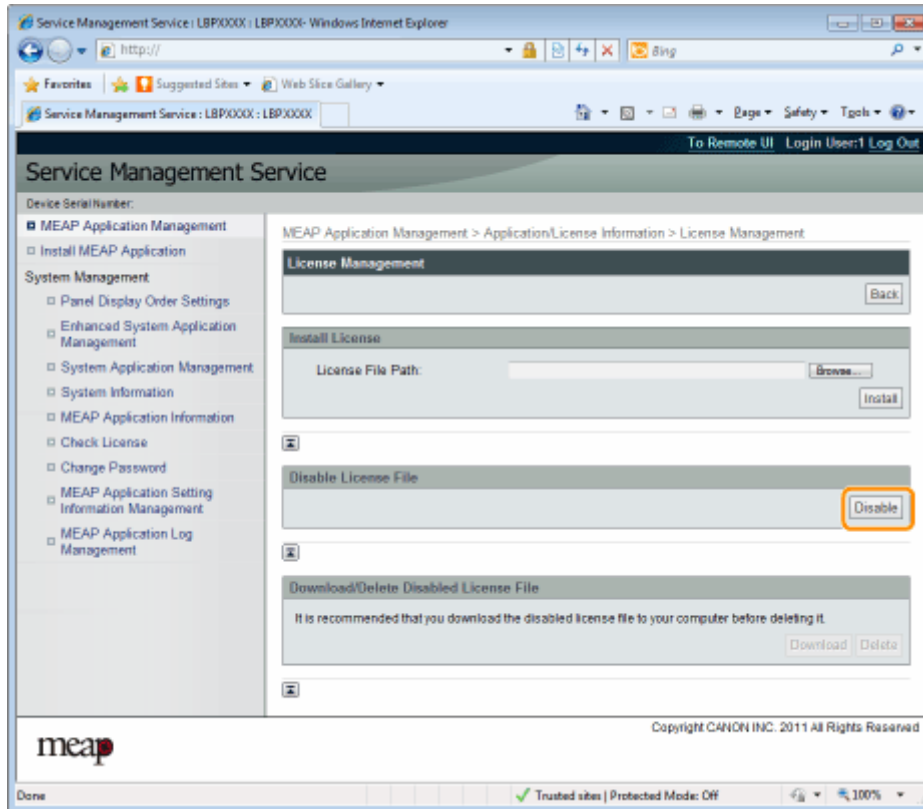 Service Management Service : LBPXXXX : LBPXXXX- Windows Internet Explorer
http://
Bing
Favorites Suggested Sites Web Slice Gallery
Service Management Service : LBPXXXX : LBPXXXX
Page Safety Tools
To Remote UI Login User:1 Log Out
Service Management Service
Device Serial Number:
MEAP Application Management
Install MEAP Application
System Management
Panel Display Order Settings
Enhanced System Application
Management
System Application Management
System Information
MEAP Application Information
Check License
Change Password
MEAP Application Setting
Information Management
MEAP Application Log
Management
MEAP Application Management > Application/License Information > License Management
License Management
Back
Install License
License File Path:
Browse...
Install
Disable License File
Disable
Download/Delete Disabled License File
It is recommended that you download the disabled license file to your computer before deleting it.
Download Delete
meap
Copyright CANON INC. 2011 All Rights Reserved
Done
Trusted sites | Protected Mode: Off
100%